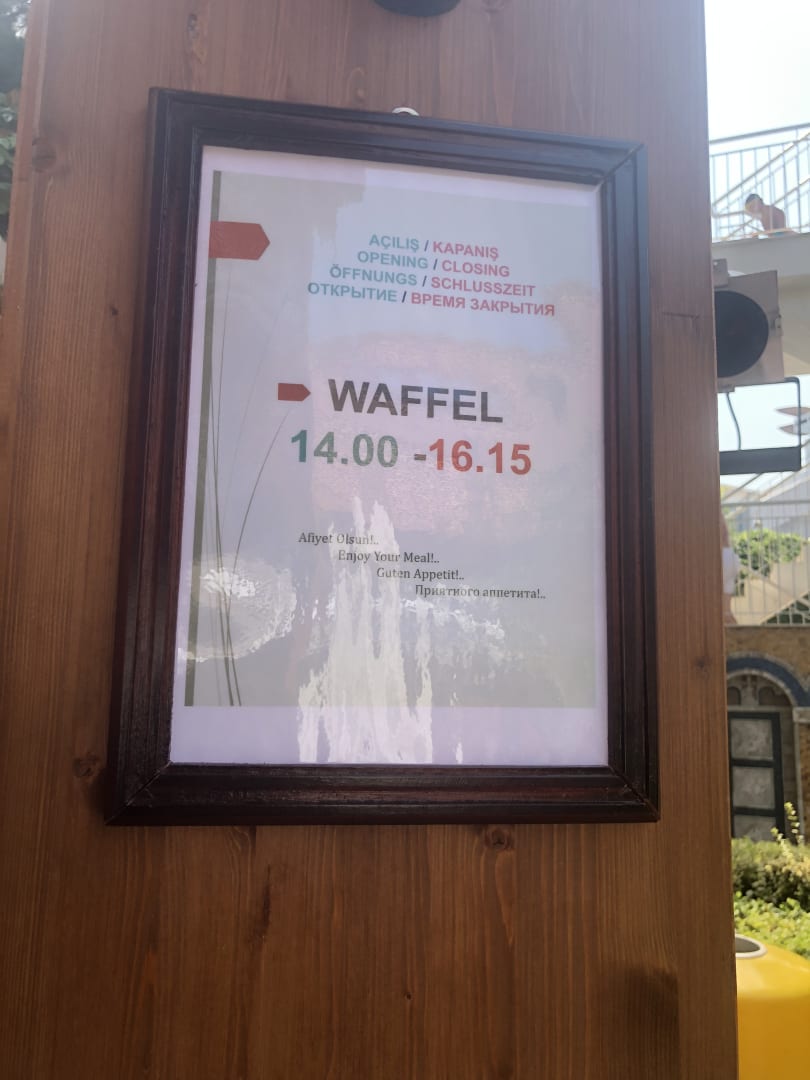 AÇILIŞ / KAPANIŞ
OPENING / CLOSING
ÖFFNUNGS / SCHLUSSZEIT
ОТКРЫТИЕ / ВРЕМЯ ЗАКРЫТИЯ
WAFFEL
14.00 -16.15
Afiyet Olsun!..
Enjoy Your Meal!..
Guten Appetit!..
Приятного аппетита!..